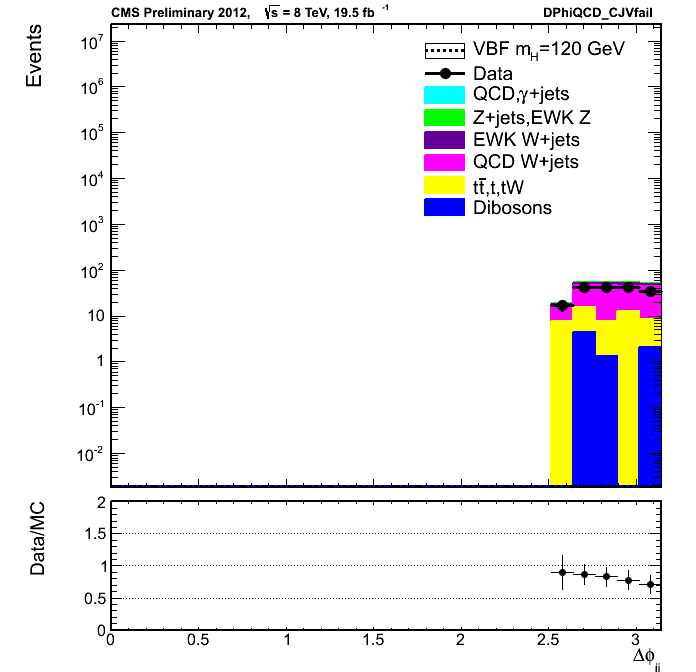 CMS Preliminary 2012, √s = 8 TeV, 19.5 fb⁻¹ DPhiQCD_CJVfail
Events
10⁷
10⁶
10⁵
10⁴
10³
10²
10
1
10⁻¹
10⁻²
VBF m_H=120 GeV
Data
QCD,γ+jets
Z+jets,EWK Z
EWK W+jets
QCD W+jets
tt̄,t,tW
Dibosons
Data/MC
2
1.5
1
0.5
0
0 0.5 1 1.5 2 2.5 3
Δϕ_jj